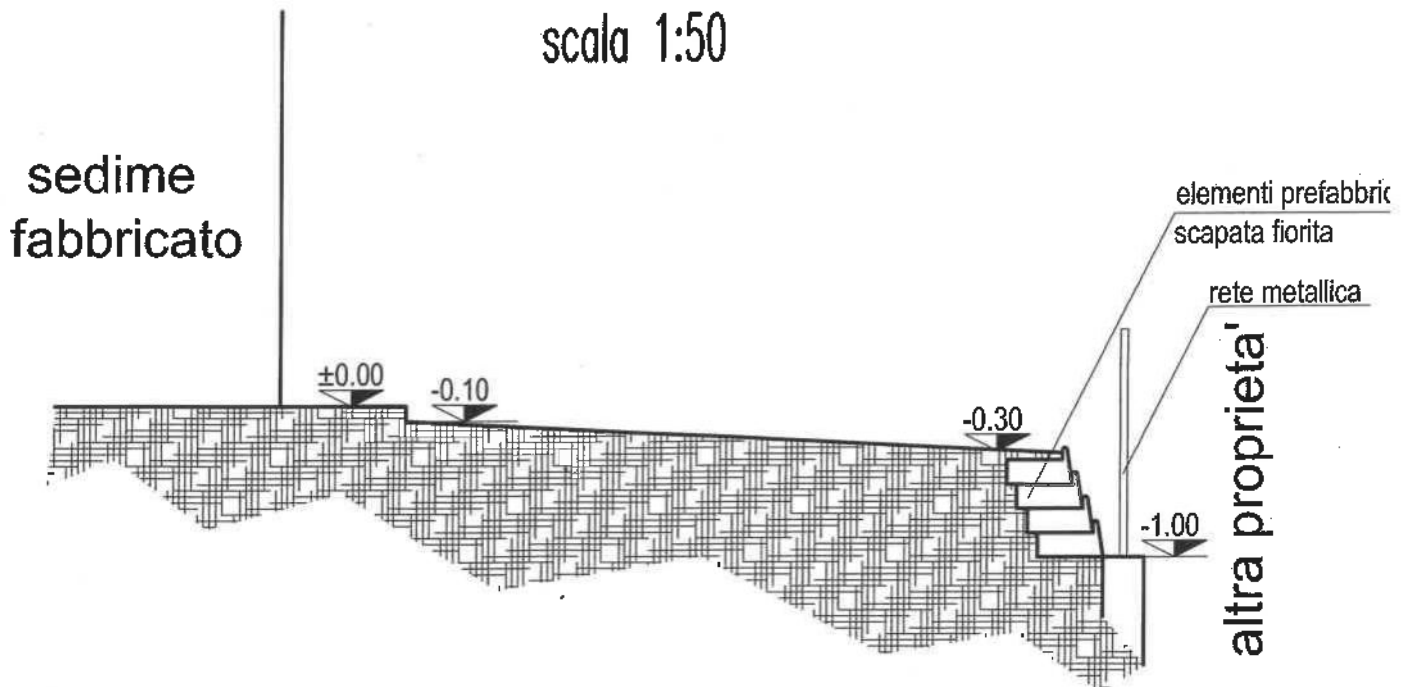 scala 1:50
sedime
fabbricato
elementi prefabbric
scapata fiorita
rete metallica
±0.00
-0.10
-0.30
-1.00
altra proprieta'